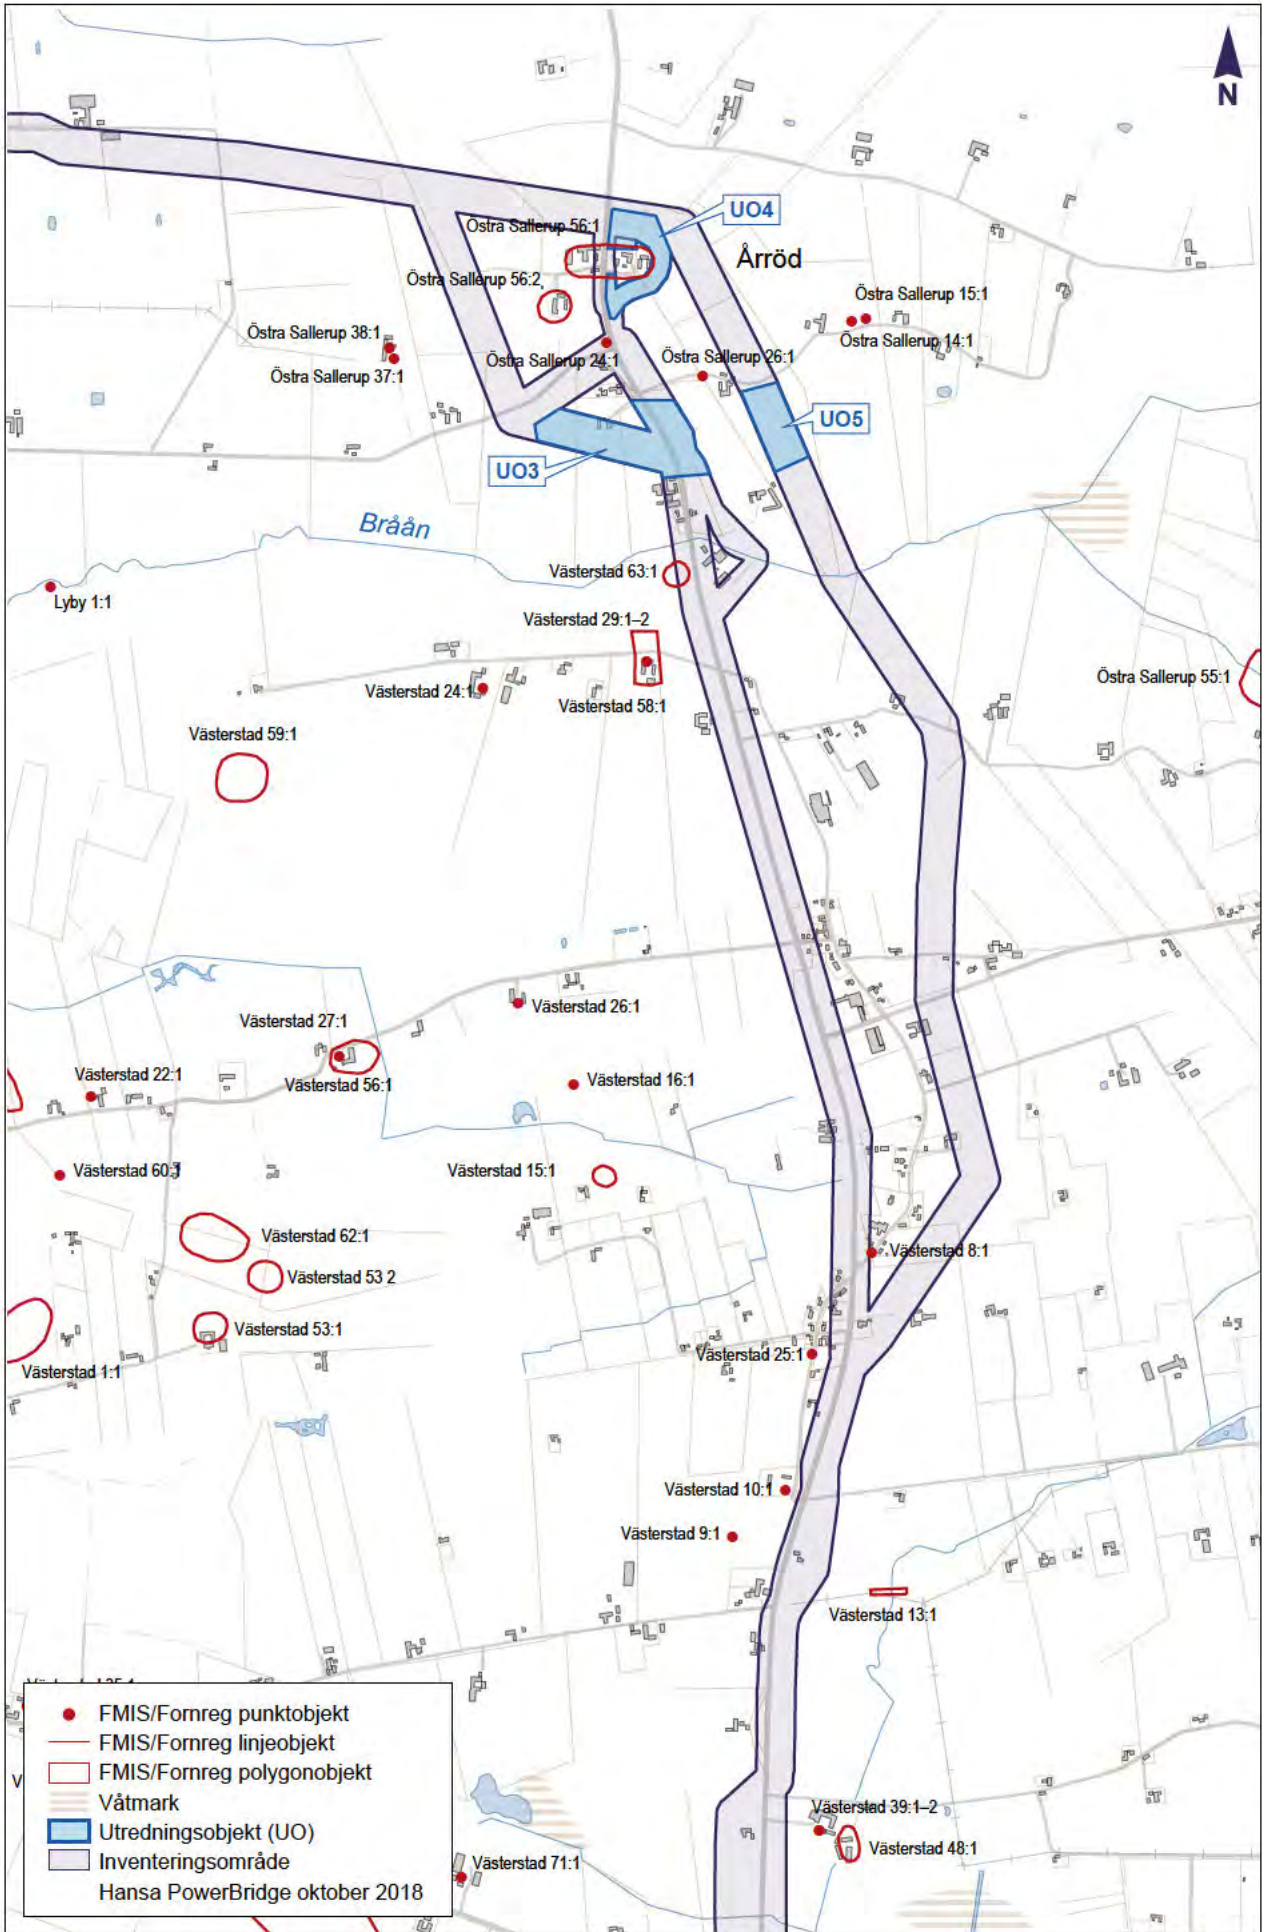 N
UO4
Östra Sallerup 56:1
Årröd
Östra Sallerup 56:2
Östra Sallerup 15:1
Östra Sallerup 38:1
Östra Sallerup 14:1
Östra Sallerup 24:1
Östra Sallerup 26:1
Östra Sallerup 37:1
UO5
UO3
Bråån
Västerstad 63:1
Lyby 1:1
Västerstad 29:1–2
Östra Sallerup 55:1
Västerstad 24:1
Västerstad 58:1
Västerstad 59:1
Västerstad 26:1
Västerstad 27:1
Västerstad 22:1
Västerstad 56:1
Västerstad 16:1
Västerstad 60:1
Västerstad 15:1
Västerstad 62:1
Västerstad 8:1
Västerstad 53 2
Västerstad 53:1
Västerstad 25:1
Västerstad 1:1
Västerstad 10:1
Västerstad 9:1
Västerstad 13:1
FMIS/Fornreg punktobjekt
FMIS/Fornreg linjeobjekt
FMIS/Fornreg polygonobjekt
V
Våtmark
Utredningsobjekt (UO)
Inventeringsområde
Hansa PowerBridge oktober 2018
Västerstad 39:1–2
Västerstad 48:1
Västerstad 71:1